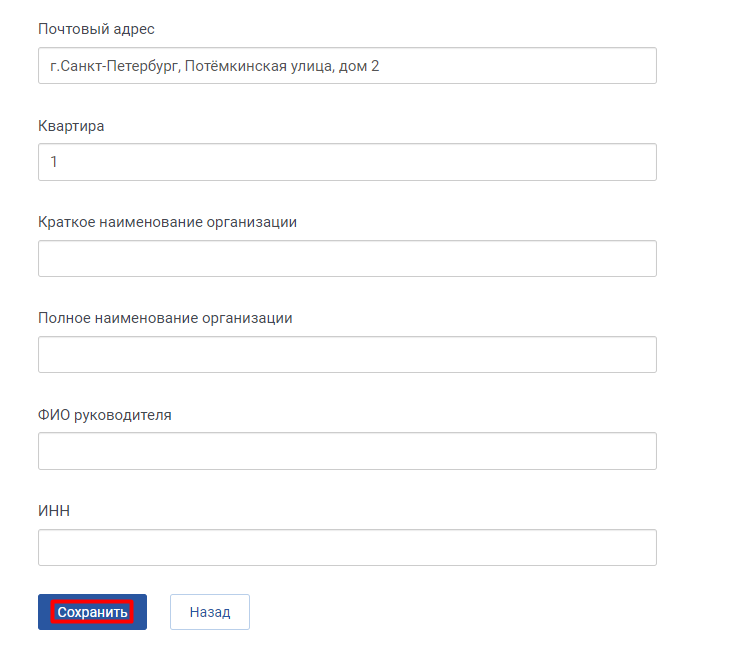 Почтовый адрес
г.Санкт-Петербург, Потёмкинская улица, дом 2
Квартира
1
Краткое наименование организации
Полное наименование организации
ФИО руководителя
ИНН
Сохранить Назад